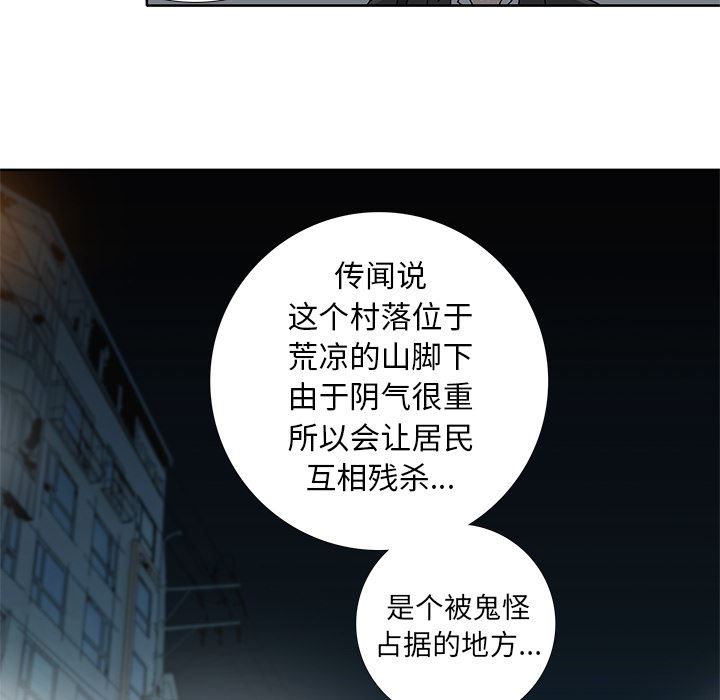 传闻说
这个村落位于
荒凉的山脚下
由于阴气很重
所以会让居民
互相残杀...
是个被鬼怪
占据的地方...